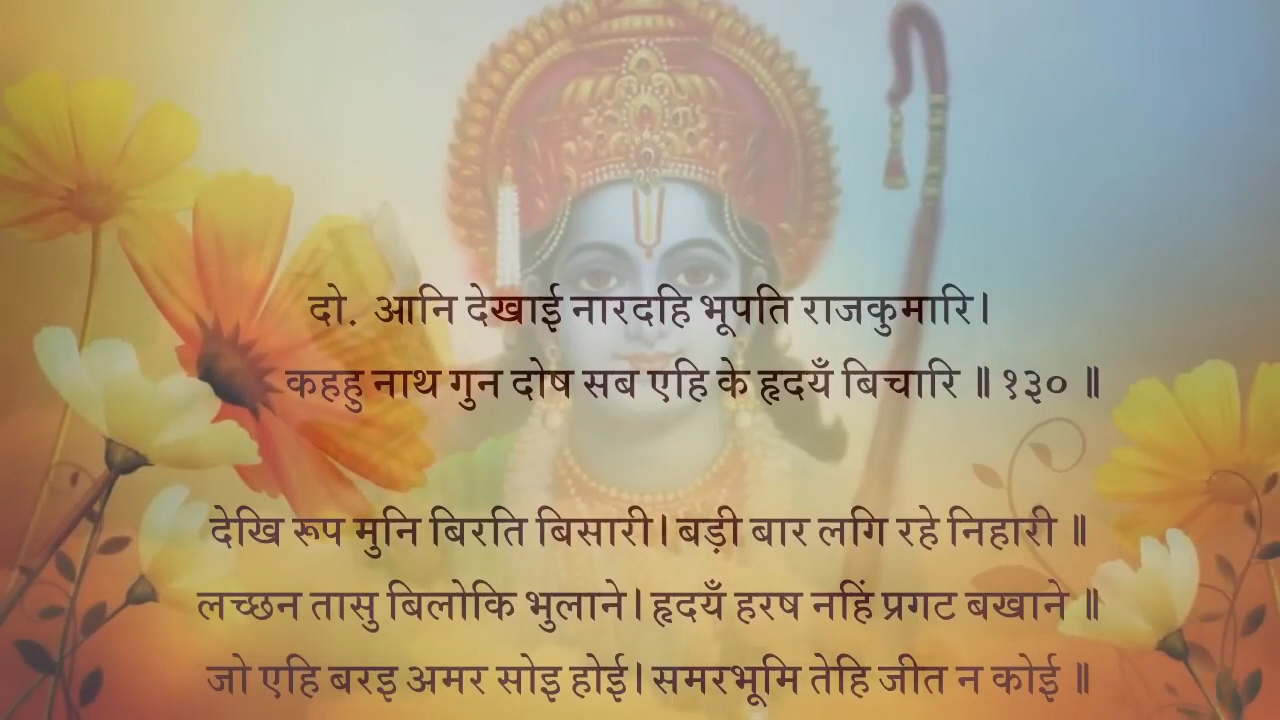 दो. आनि देखाई नारदहि भूपति राजकुमारि।
कहहु नाथ गुन दोष सब एहि के हृदयँ बिचारि ॥ १३० ॥
देखि रूप मुनि बिरति बिसारी। बड़ी बार लगि रहे निहारी ॥
लच्छन तासु बिलोकि भुलाने। हृदयँ हरष नहिं प्रगट बखाने ॥
जो एहि बरइ अमर सोइ होई। समरभूमि तेहि जीत न कोई ॥